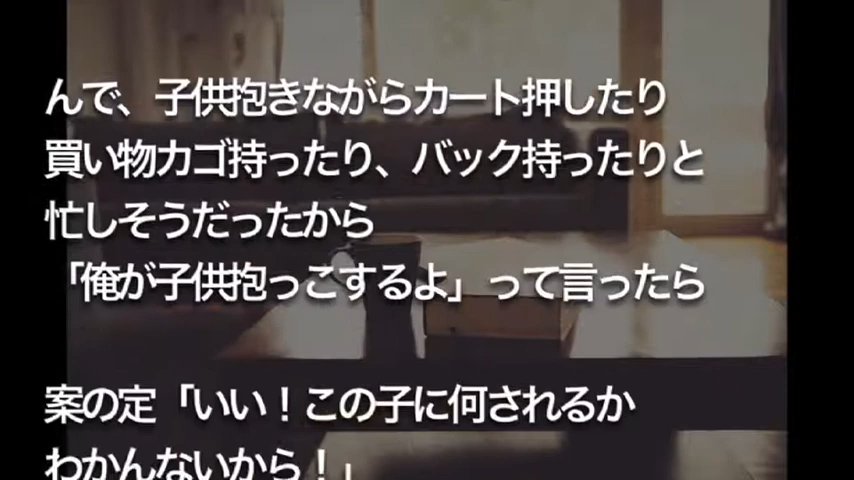 んで、子供抱きながらカート押したり
買い物カゴ持ったり、バック持ったりと
忙しそうだったから
「俺が子供抱っこするよ」って言ったら
案の定「いい！この子に何されるか
わかんないから！」